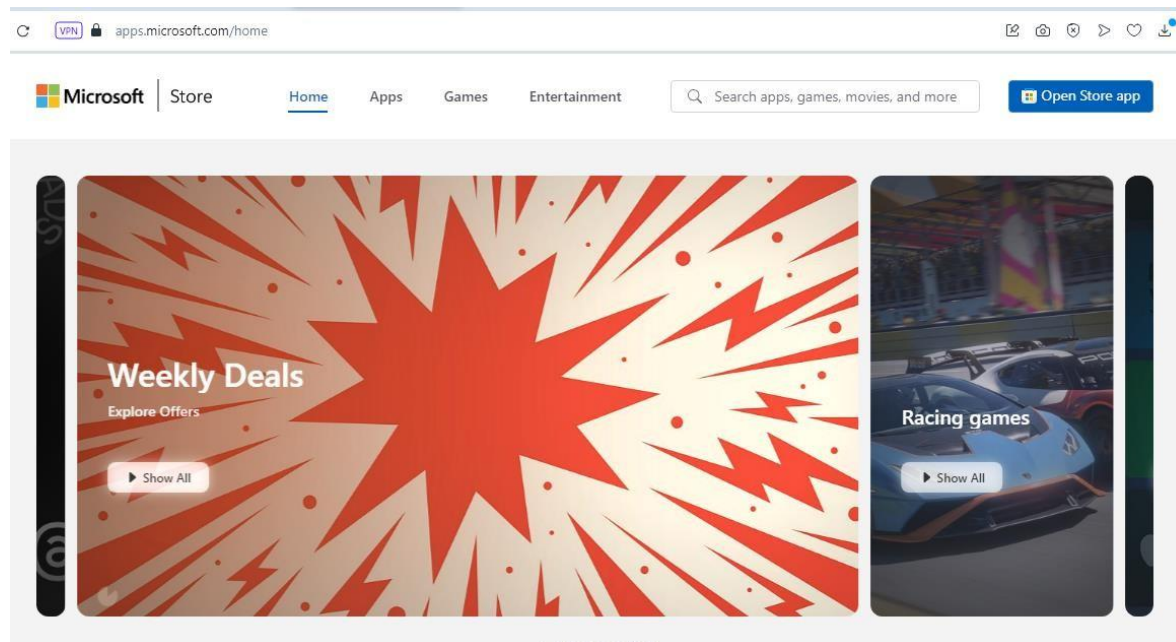 VPN apps.microsoft.com/home
Microsoft Store Home Apps Games Entertainment Search apps, games, movies, and more Open Store app
Weekly Deals
Explore Offers
Show All
Racing games
Show All